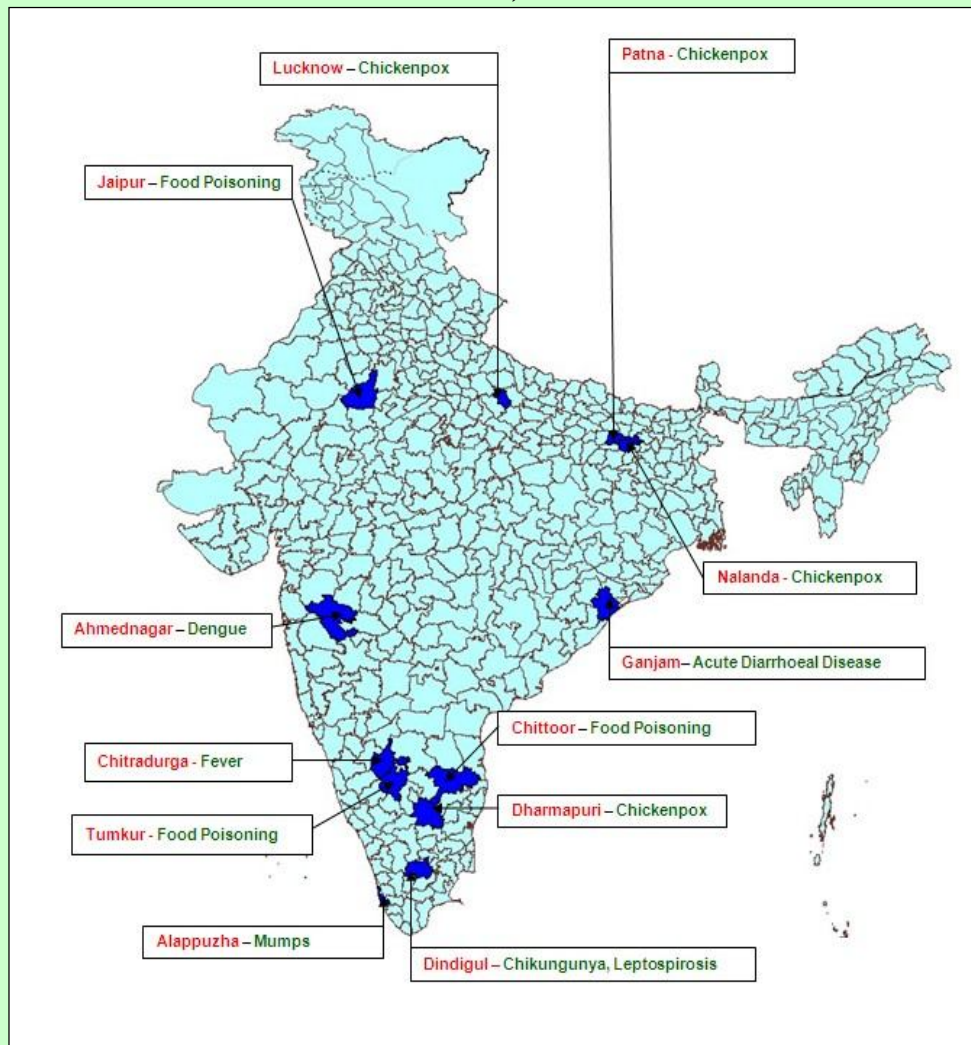 Patna - Chickenpox
Lucknow – Chickenpox
Jaipur – Food Poisoning
Nalanda - Chickenpox
Ahmednagar – Dengue
Ganjam– Acute Diarrhoeal Disease
Chittoor – Food Poisoning
Chitradurga - Fever
Dharmapuri – Chickenpox
Tumkur - Food Poisoning
Alappuzha – Mumps
Dindigul – Chikungunya, Leptospirosis